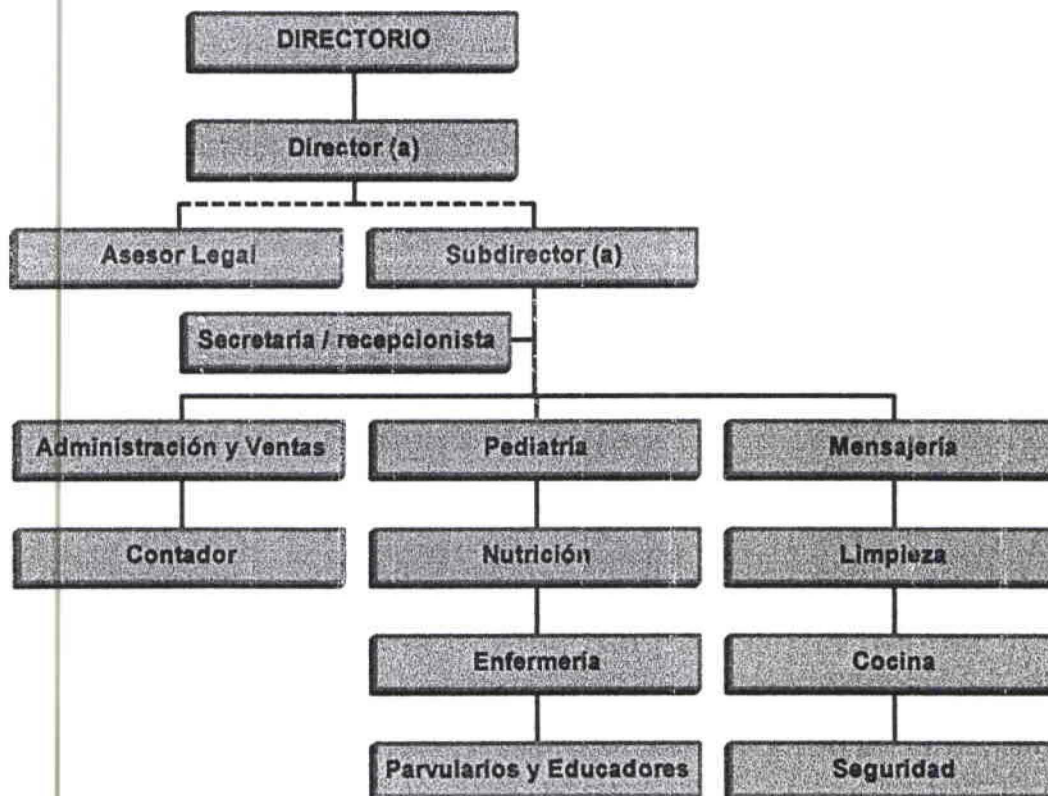 DIRECTORIO
Director (a)
Asesor Legal
Subdirector (a)
Secretaria / recepcionista
Administración y Ventas
Pediatría
Mensajería
Contador
Nutrición
Limpieza
Enfermería
Cocina
Parvularios y Educadores
Seguridad